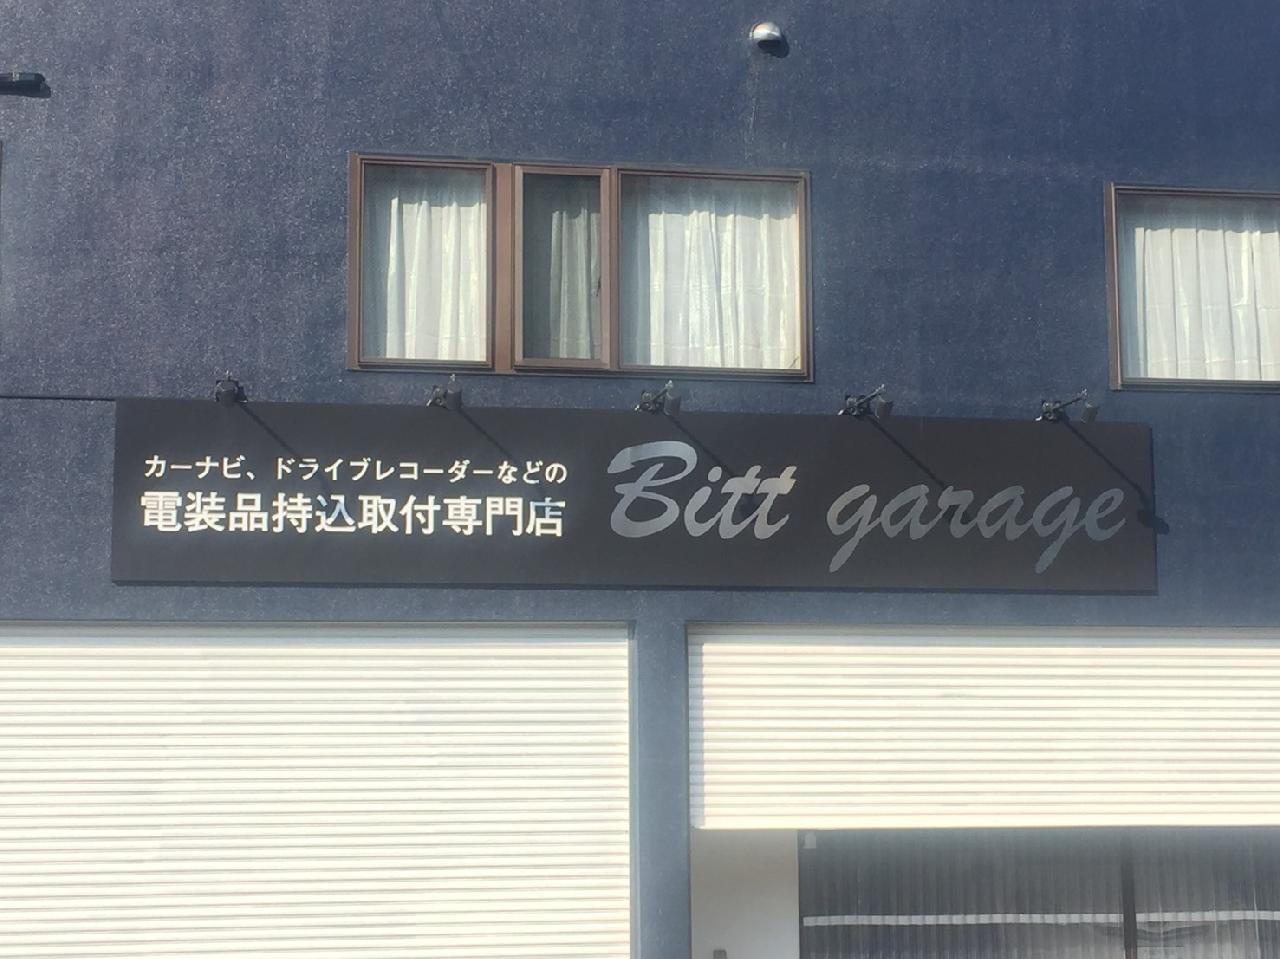 カーナビ、ドライブレコーダーなどの
電装品持込取付専門店
Bitt garage